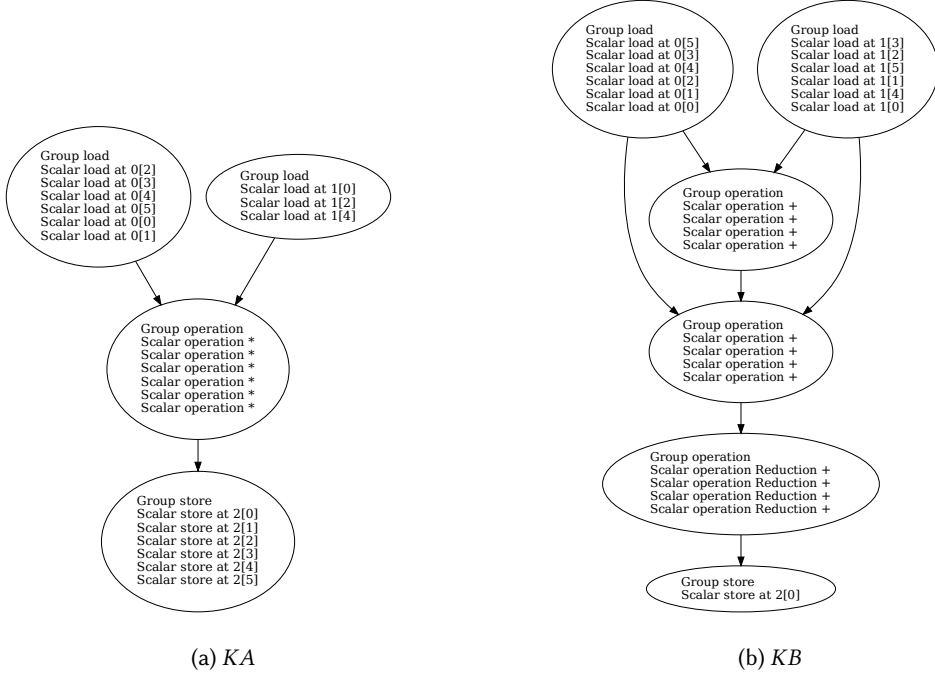 Group load
Scalar load at 0[2]
Scalar load at 0[3]
Scalar load at 0[4]
Scalar load at 0[5]
Scalar load at 0[0]
Scalar load at 0[1]
Group load
Scalar load at 1[0]
Scalar load at 1[2]
Scalar load at 1[4]
Group operation
Scalar operation *
Scalar operation *
Scalar operation *
Scalar operation *
Scalar operation *
Scalar operation *
Group store
Scalar store at 2[0]
Scalar store at 2[1]
Scalar store at 2[2]
Scalar store at 2[3]
Scalar store at 2[4]
Scalar store at 2[5]
(a) KA
Group load
Scalar load at 0[5]
Scalar load at 0[3]
Scalar load at 0[4]
Scalar load at 0[2]
Scalar load at 0[1]
Scalar load at 0[0]
Group load
Scalar load at 1[3]
Scalar load at 1[2]
Scalar load at 1[5]
Scalar load at 1[1]
Scalar load at 1[4]
Scalar load at 1[0]
Group operation
Scalar operation +
Scalar operation +
Scalar operation +
Scalar operation +
Group operation
Scalar operation +
Scalar operation +
Scalar operation +
Scalar operation +
Group operation
Scalar operation Reduction +
Scalar operation Reduction +
Scalar operation Reduction +
Scalar operation Reduction +
Group store
Scalar store at 2[0]
(b) KB